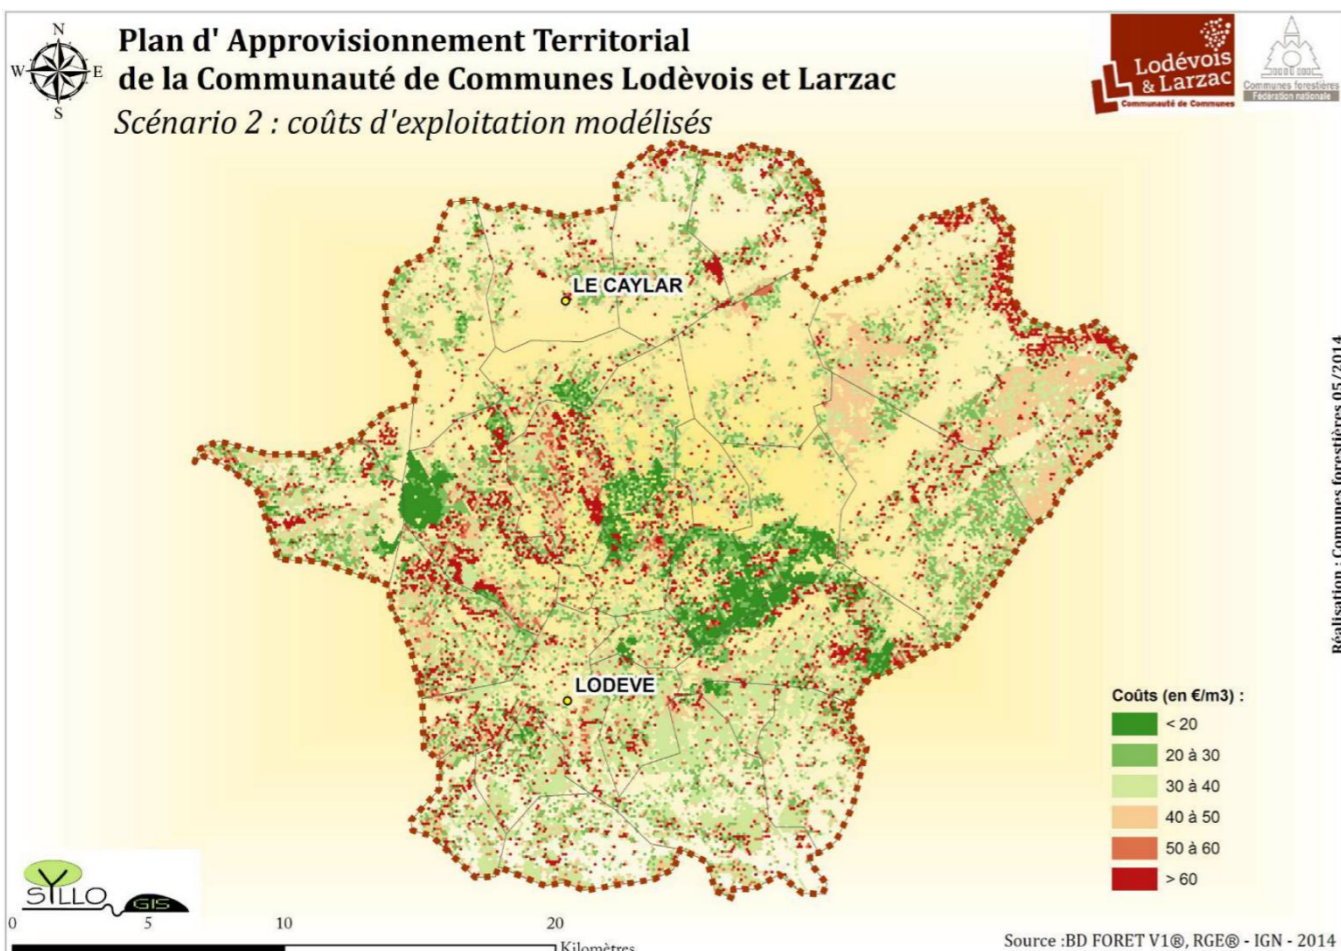 N
W E
S
Plan d' Approvisionnement Territorial
de la Communauté de Communes Lodèvois et Larzac
Scénario 2 : coûts d'exploitation modélisés
Lodévois
& Larzac
Communauté de Communes
Communes forestières
Fédération nationale
LE CAYLAR
LODEVE
Réalisation : Communes forestières 05/2014
Coûts (en €/m3) :
< 20
20 à 30
30 à 40
40 à 50
50 à 60
> 60
SYLLO GIS
0 5 10 20
Kilomètres
Source :BD FORET V1®, RGE® - IGN - 2014